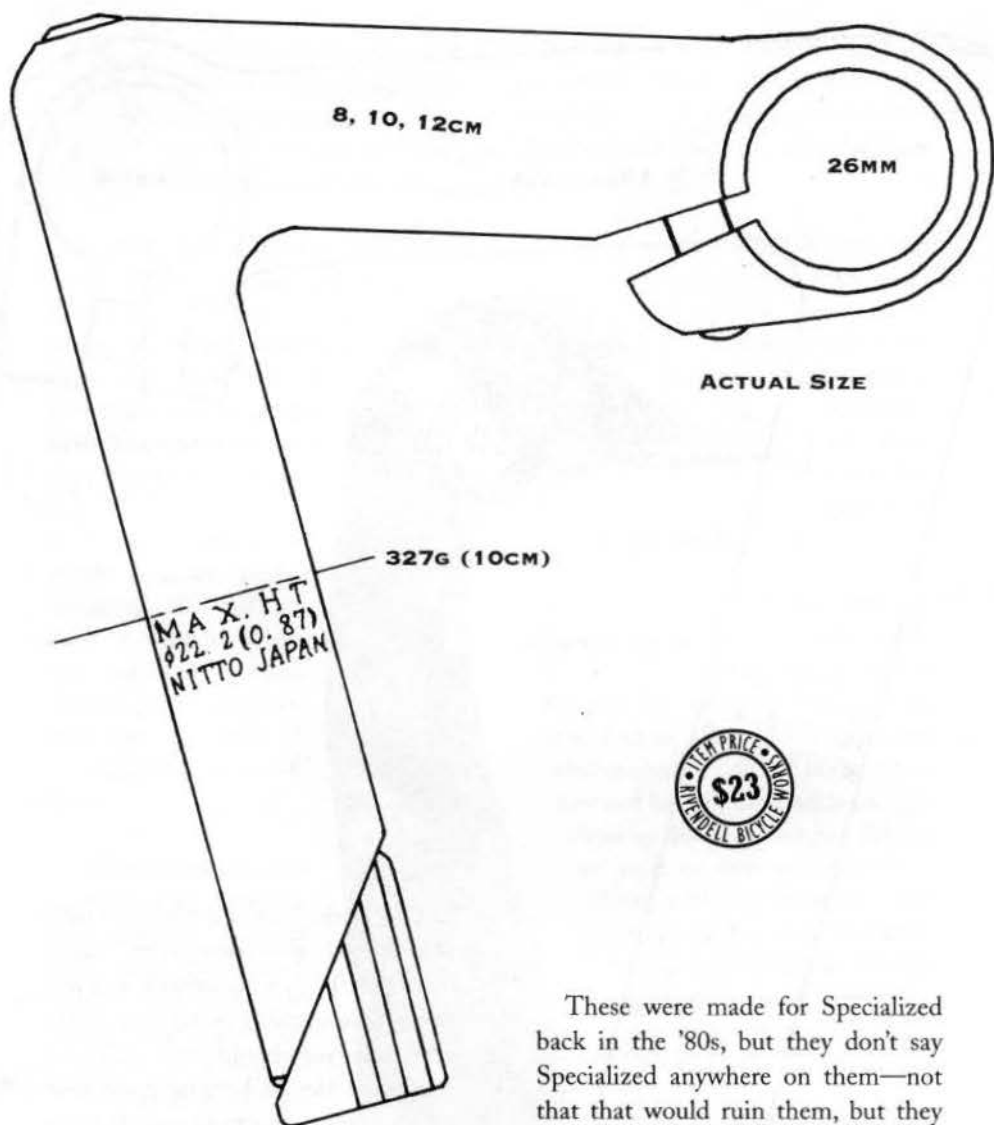 8, 10, 12CM
26MM
ACTUAL SIZE
327G (10CM)
MAX. HT
φ22. 2 (0. 87)
NITTO JAPAN
• ITEM PRICE •
$23
RIVENDELL BICYCLE WORKS
These were made for Specialized
back in the '80s, but they don't say
Specialized anywhere on them—not
that that would ruin them, but they